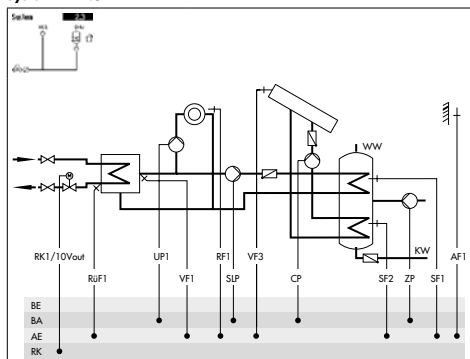 System 2.3
WW
KW
RK1/10Vout
RüF1
UP1
VF1
RF1
SLP
VF3
CP
SF2
ZP
SF1
AF1
BE
BA
AE
RK
M